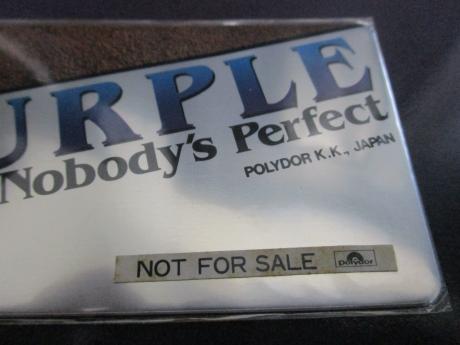 URPLE
Nobody's Perfect
POLYDOR K.K., JAPAN
NOT FOR SALE
Polydor